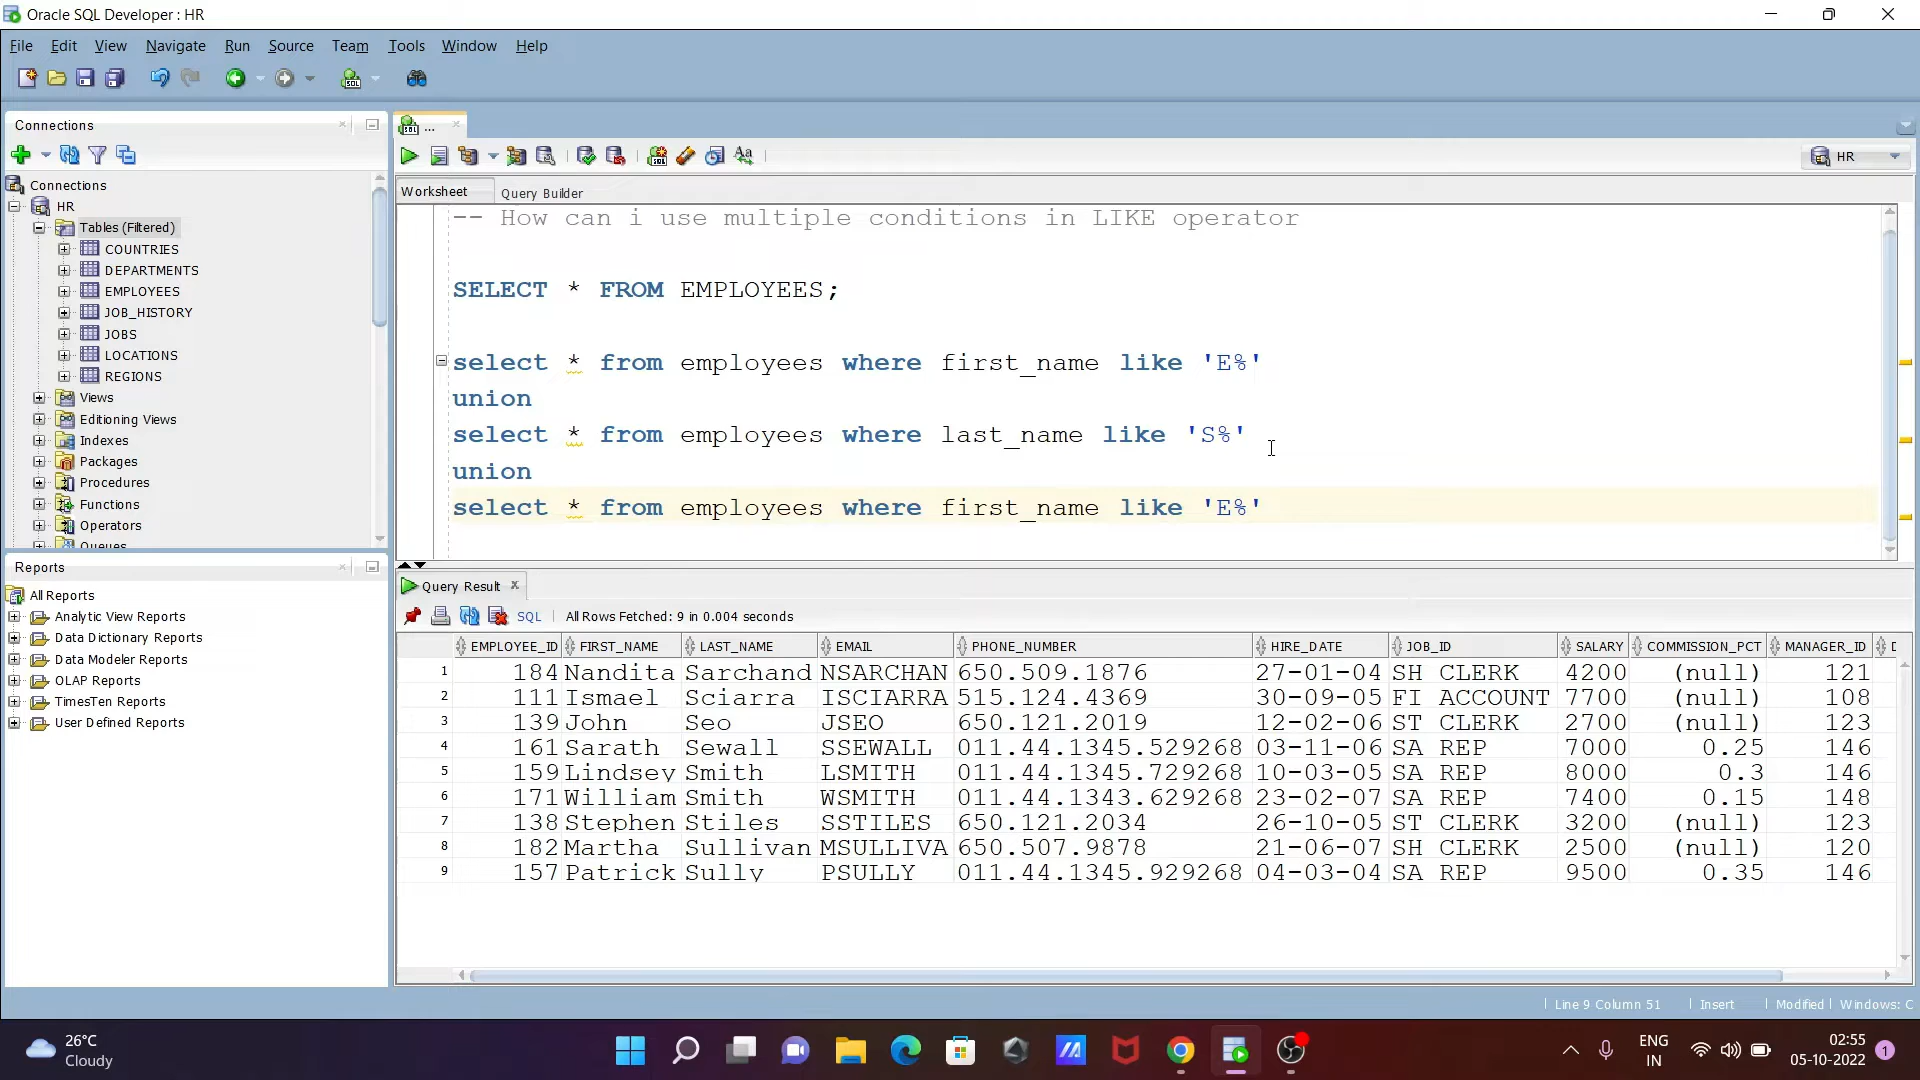 Oracle SQL Developer : HR
File Edit View Navigate Run Source Team Tools Window Help
Connections
Connections
HR
Tables (Filtered)
COUNTRIES
DEPARTMENTS
EMPLOYEES
JOB_HISTORY
JOBS
LOCATIONS
REGIONS
Views
Editioning Views
Indexes
Packages
Procedures
Functions
Operators
Queues
Reports
All Reports
Analytic View Reports
Data Dictionary Reports
Data Modeler Reports
OLAP Reports
TimesTen Reports
User Defined Reports
...
HR
Worksheet Query Builder
-- How can i use multiple conditions in LIKE operator
SELECT * FROM EMPLOYEES;
select * from employees where first_name like 'E%'
union
select * from employees where last_name like 'S%'
union
select * from employees where first_name like 'E%'
Query Result
SQL All Rows Fetched: 9 in 0.004 seconds
EMPLOYEE_ID FIRST_NAME LAST_NAME EMAIL PHONE_NUMBER HIRE_DATE JOB_ID SALARY COMMISSION_PCT MANAGER_ID D
1 184 Nandita Sarchand NSARCHAN 650.509.1876 27-01-04 SH CLERK 4200 (null) 121
2 111 Ismael Sciarra ISCIARRA 515.124.4369 30-09-05 FI ACCOUNT 7700 (null) 108
3 139 John Seo JSEO 650.121.2019 12-02-06 ST CLERK 2700 (null) 123
4 161 Sarath Sewall SSEWALL 011.44.1345.529268 03-11-06 SA REP 7000 0.25 146
5 159 Lindsey Smith LSMITH 011.44.1345.729268 10-03-05 SA REP 8000 0.3 146
6 171 William Smith WSMITH 011.44.1343.629268 23-02-07 SA REP 7400 0.15 148
7 138 Stephen Stiles SSTILES 650.121.2034 26-10-05 ST CLERK 3200 (null) 123
8 182 Martha Sullivan MSULLIVA 650.507.9878 21-06-07 SH CLERK 2500 (null) 120
9 157 Patrick Sully PSULLY 011.44.1345.929268 04-03-04 SA REP 9500 0.35 146
Line 9 Column 51 Insert Modified Windows: C
26°C
Cloudy
ENG
IN
02:55
05-10-2022
1